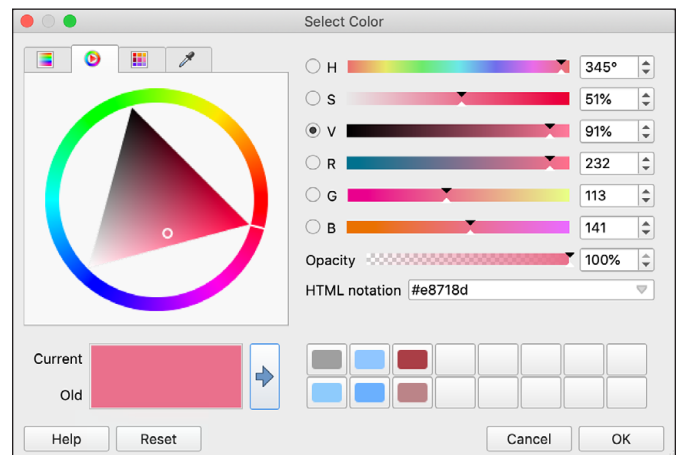 Select Color
H 345°
S 51%
V 91%
R 232
G 113
B 141
Opacity 100%
HTML notation #e8718d
Current
Old
Help Reset Cancel OK